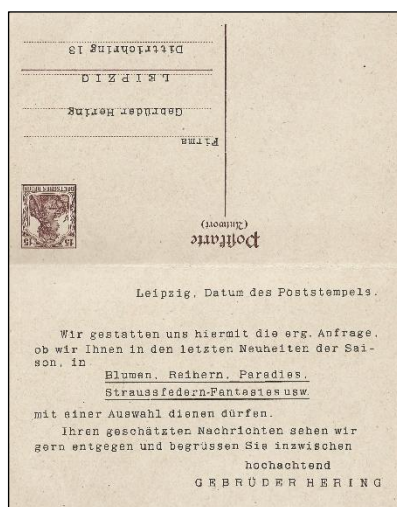 Postkarte
(Antwort)
15 15
DEUTSCHES REICH
Firma
Gebrüder Hering
LEIPZIG
Dittrichring 13
Leipzig, Datum des Poststempels.
Wir gestatten uns hiermit die erg. Anfrage,
ob wir Ihnen in den letzten Neuheiten der Sai-
son, in
Blumen, Reihern, Paradies,
Straussfedern-Fantasies usw.
mit einer Auswahl dienen dürfen.
Ihren geschätzten Nachrichten sehen wir
gern entgegen und begrüssen Sie inzwischen
hochachtend
GEBRÜDER HERING